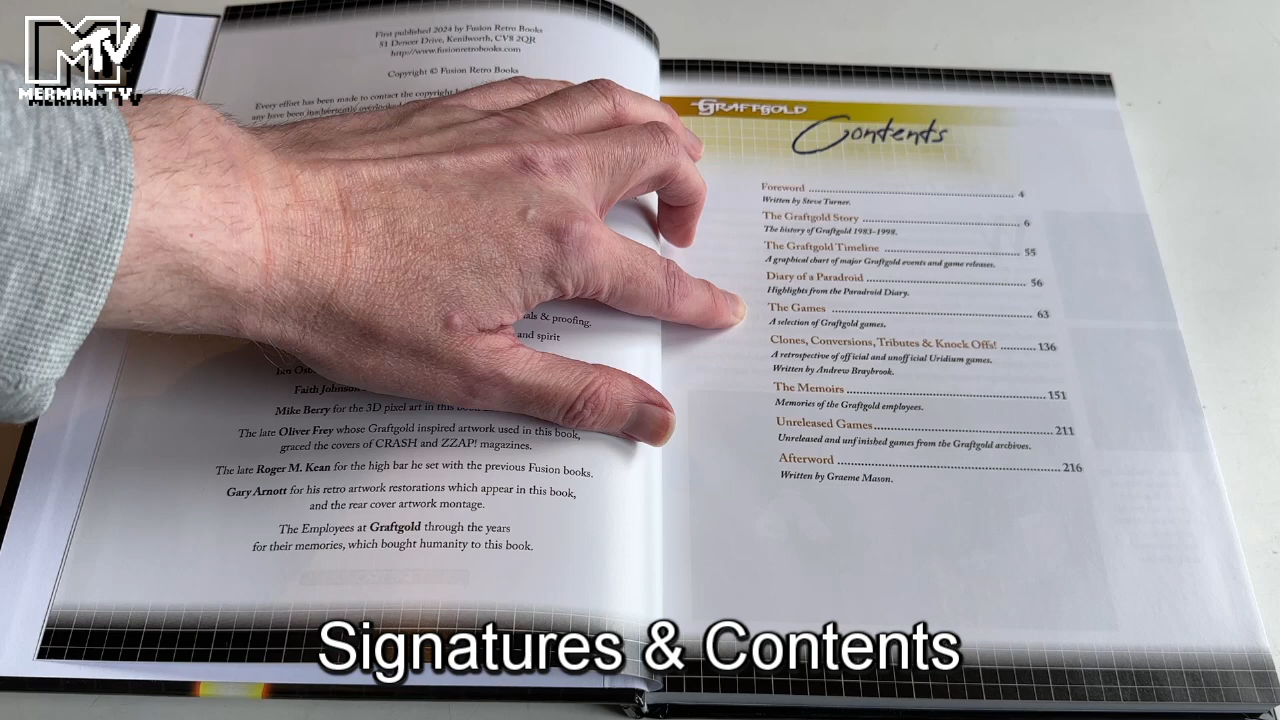 MTV
MERMAN TV
First published 2024 by Fusion Retro Books
51 Denver Drive, Kenilworth, CV8 2QR
http://www.fusionretrobooks.com
Copyright © Fusion Retro Books
Every effort has been made to contact the copyright
any have been inadvertently overlooked
& proofing.
and spirit
Faith Johnson
Mike Berry for the 3D pixel art in this book
The late Oliver Frey whose Graftgold inspired artwork used in this book,
graced the covers of CRASH and ZZAP! magazines.
The late Roger M. Kean for the high bar he set with the previous Fusion books.
Gary Arnott for his retro artwork restorations which appear in this book,
and the rear cover artwork montage.
The Employees at Graftgold through the years
for their memories, which bought humanity to this book.
GRAFTGOLD
Contents
Foreword .......... 4
Written by Steve Turner.
The Graftgold Story .......... 6
The history of Graftgold 1983–1998.
The Graftgold Timeline .......... 55
A graphical chart of major Graftgold events and game releases.
Diary of a Paradroid .......... 56
Highlights from the Paradroid Diary.
The Games .......... 63
A selection of Graftgold games.
Clones, Conversions, Tributes & Knock Offs! .......... 136
A retrospective of official and unofficial Uridium games.
Written by Andrew Braybrook.
The Memoirs .......... 151
Memories of the Graftgold employees.
Unreleased Games .......... 211
Unreleased and unfinished games from the Graftgold archives.
Afterword .......... 216
Written by Graeme Mason.
Signatures & Contents